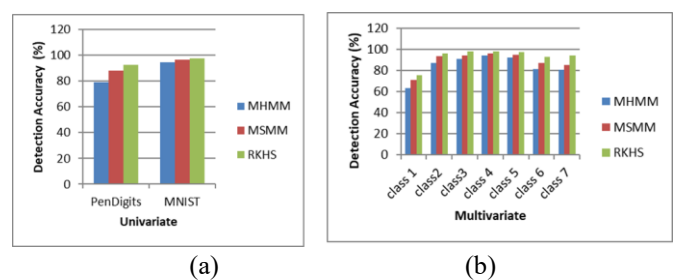 120
100
80
60
40
20
0
Detection Accuracy (%)
PenDigits MNIST
Univariate
MHMM
MSMM
RKHS
(a)
120
100
80
60
40
20
0
Detection Accuracy (%)
class 1 class2 class3 class 4 class 5 class 6 class 7
Multivariate
MHMM
MSMM
RKHS
(b)